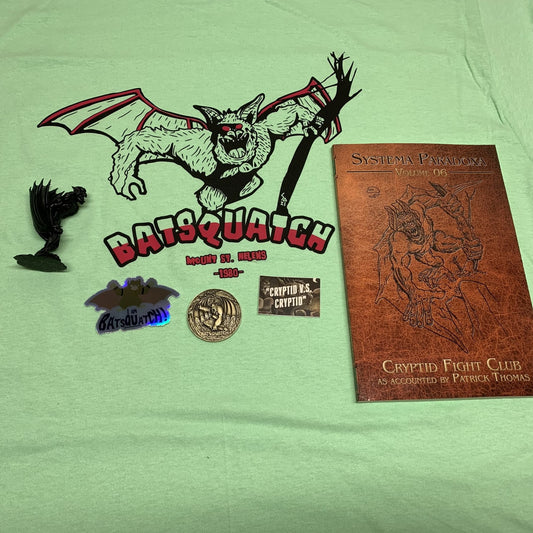 BATSQUATCH
MOUNT ST. HELENS
-1980-
I AM
BATSQUATCH!
BATSQUATCH
"CRYPTID V.S.
CRYPTID"
SYSTEMA PARADOXA
VOLUME 06
CRYPTID FIGHT CLUB
AS ACCOUNTED BY PATRICK THOMAS